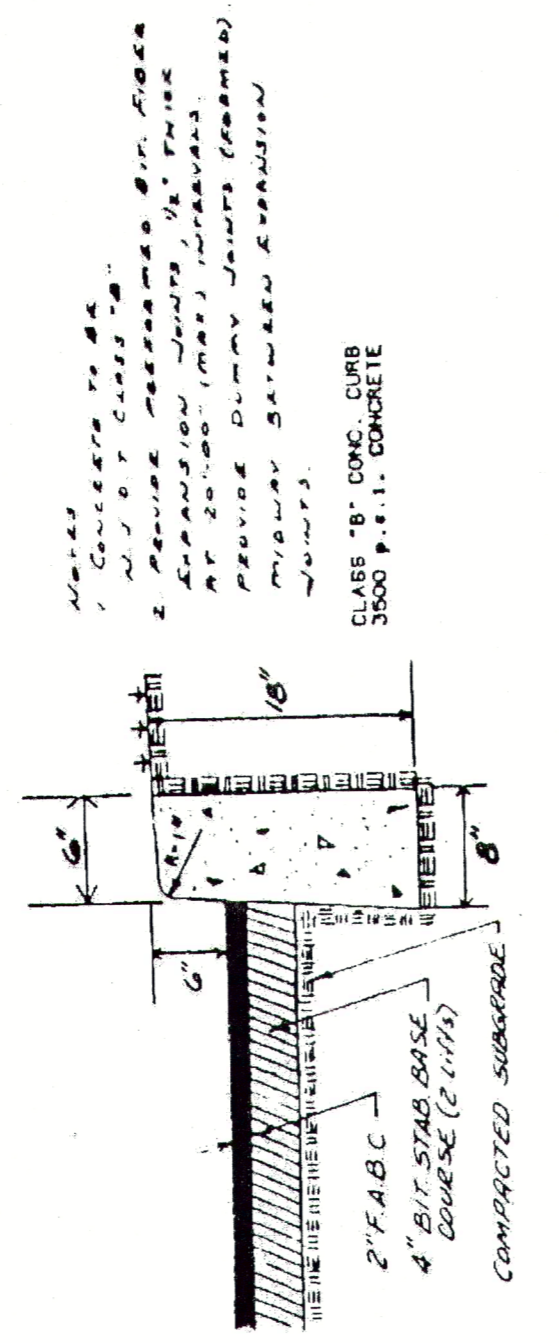 NOTES
1 CONCRETE TO BE
N.J.D.T CLASS "B"
2 PROVIDE PREFORMED BIT. FIBER
EXPANSION JOINTS, 1/2" THICK
AT 20'-00" (MAX) INTERVALS.
PROVIDE DUMMY JOINTS (FORMED)
MIDWAY BETWEEN EXPANSION
JOINTS.
CLASS "B" CONC. CURB
3500 p.s.i. CONCRETE
6"
18"
R=1"
6"
8"
2" F.A.B.C
4" BIT. STAB. BASE
COURSE (2 Lifts)
COMPACTED SUBGRADE